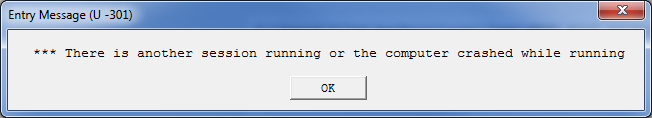 Entry Message (U -301)
*** There is another session running or the computer crashed while running
OK